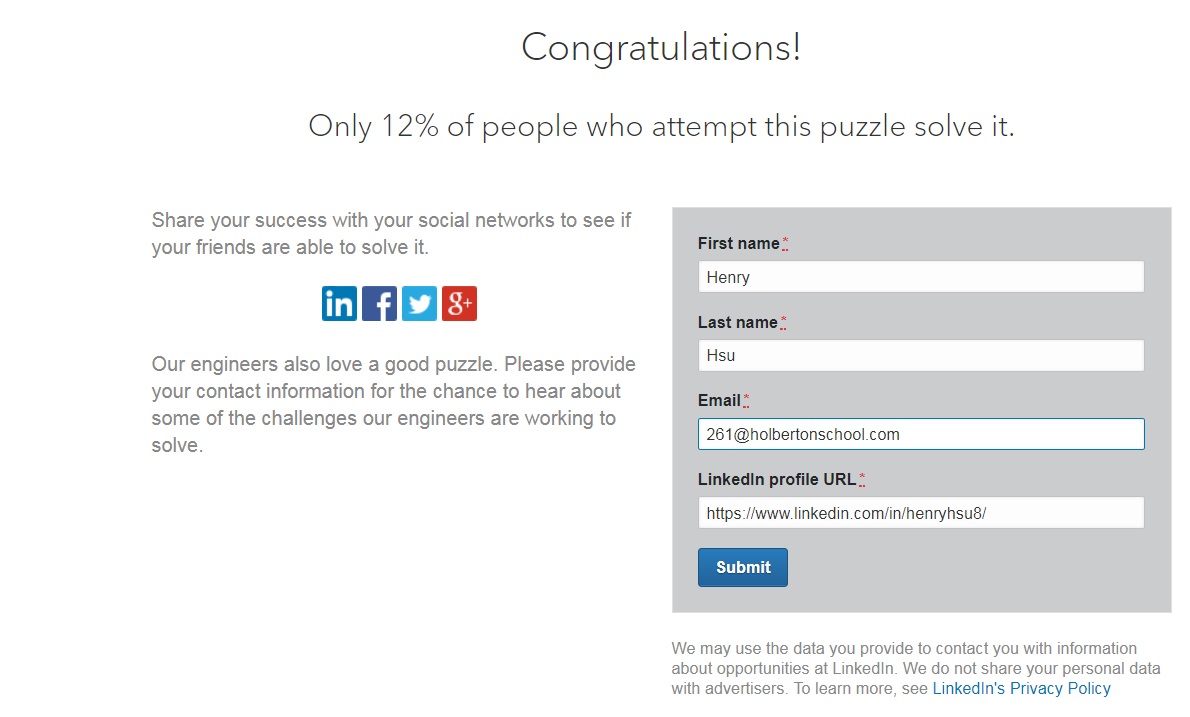 Congratulations!
Only 12% of people who attempt this puzzle solve it.
Share your success with your social networks to see if
your friends are able to solve it.
in f g+
Our engineers also love a good puzzle. Please provide
your contact information for the chance to hear about
some of the challenges our engineers are working to
solve.
First name*
Henry
Last name*
Hsu
Email*
261@holbertonschool.com
LinkedIn profile URL*
https://www.linkedin.com/in/henryhsu8/
Submit
We may use the data you provide to contact you with information
about opportunities at LinkedIn. We do not share your personal data
with advertisers. To learn more, see LinkedIn's Privacy Policy